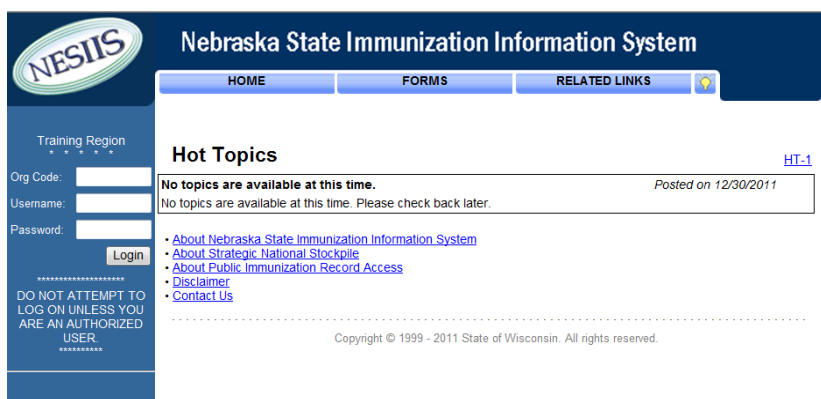 NESIIS
Nebraska State Immunization Information System
HOME FORMS RELATED LINKS
Training Region
* * * * *
Org Code:
Username:
Password:
Login
********************
DO NOT ATTEMPT TO
LOG ON UNLESS YOU
ARE AN AUTHORIZED
USER.
**********
Hot Topics
HT-1
No topics are available at this time. Posted on 12/30/2011
No topics are available at this time. Please check back later.
• About Nebraska State Immunization Information System
• About Strategic National Stockpile
• About Public Immunization Record Access
• Disclaimer
• Contact Us
Copyright © 1999 - 2011 State of Wisconsin. All rights reserved.